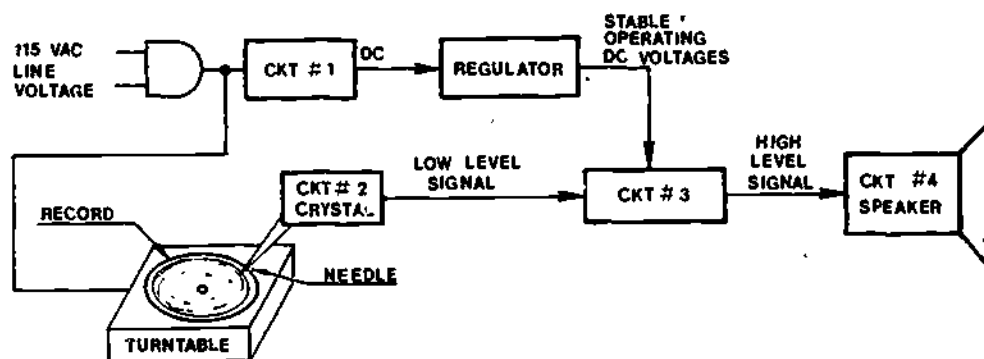 115 VAC
LINE
VOLTAGE
CKT #1
DC
REGULATOR
STABLE
OPERATING
DC VOLTAGES
CKT # 2
CRYSTAL
LOW LEVEL
SIGNAL
CKT # 3
HIGH
LEVEL
SIGNAL
CKT #4
SPEAKER
RECORD
NEEDLE
TURNTABLE